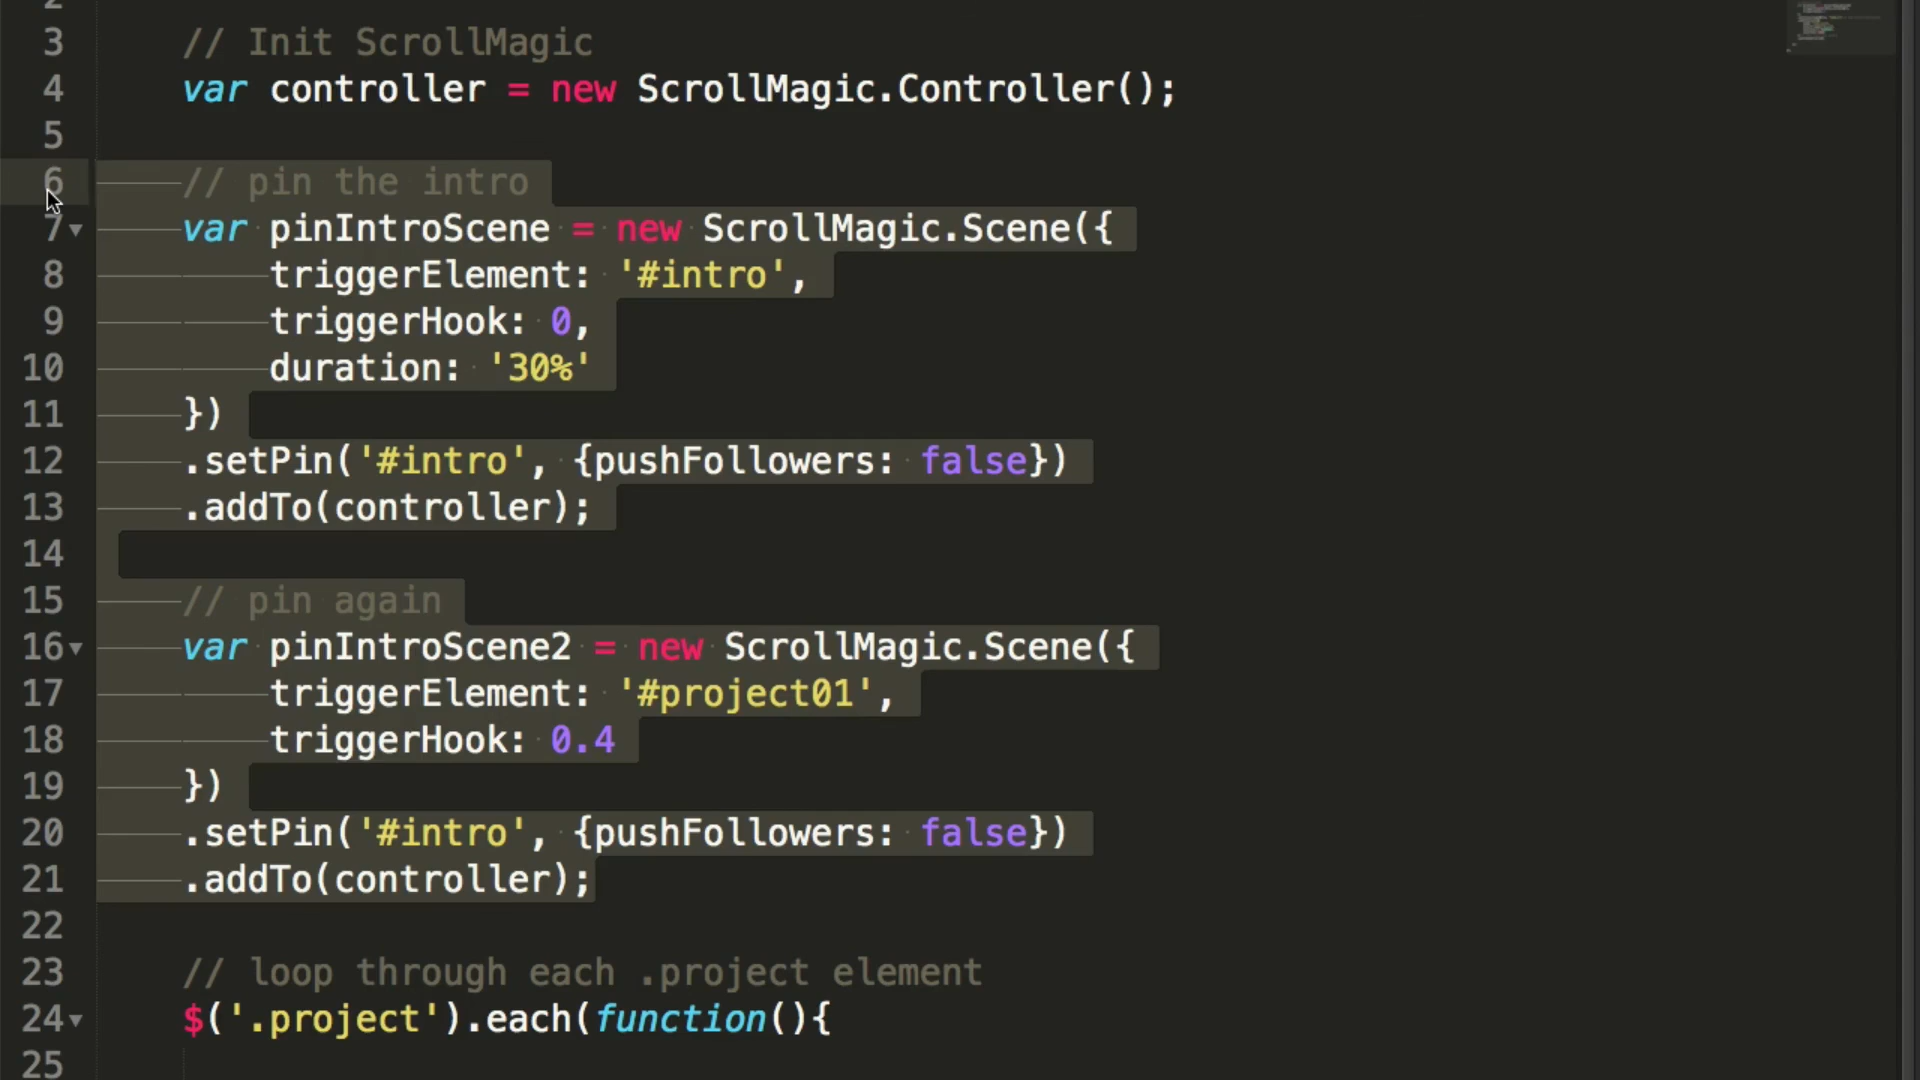 2
3 // Init ScrollMagic
4 var controller = new ScrollMagic.Controller();
5
6 // pin the intro
7 var pinIntroScene = new ScrollMagic.Scene({
8 triggerElement: '#intro',
9 triggerHook: 0,
10 duration: '30%'
11 })
12 .setPin('#intro', {pushFollowers: false})
13 .addTo(controller);
14
15 // pin again
16 var pinIntroScene2 = new ScrollMagic.Scene({
17 triggerElement: '#project01',
18 triggerHook: 0.4
19 })
20 .setPin('#intro', {pushFollowers: false})
21 .addTo(controller);
22
23 // loop through each .project element
24 $('.project').each(function(){
25